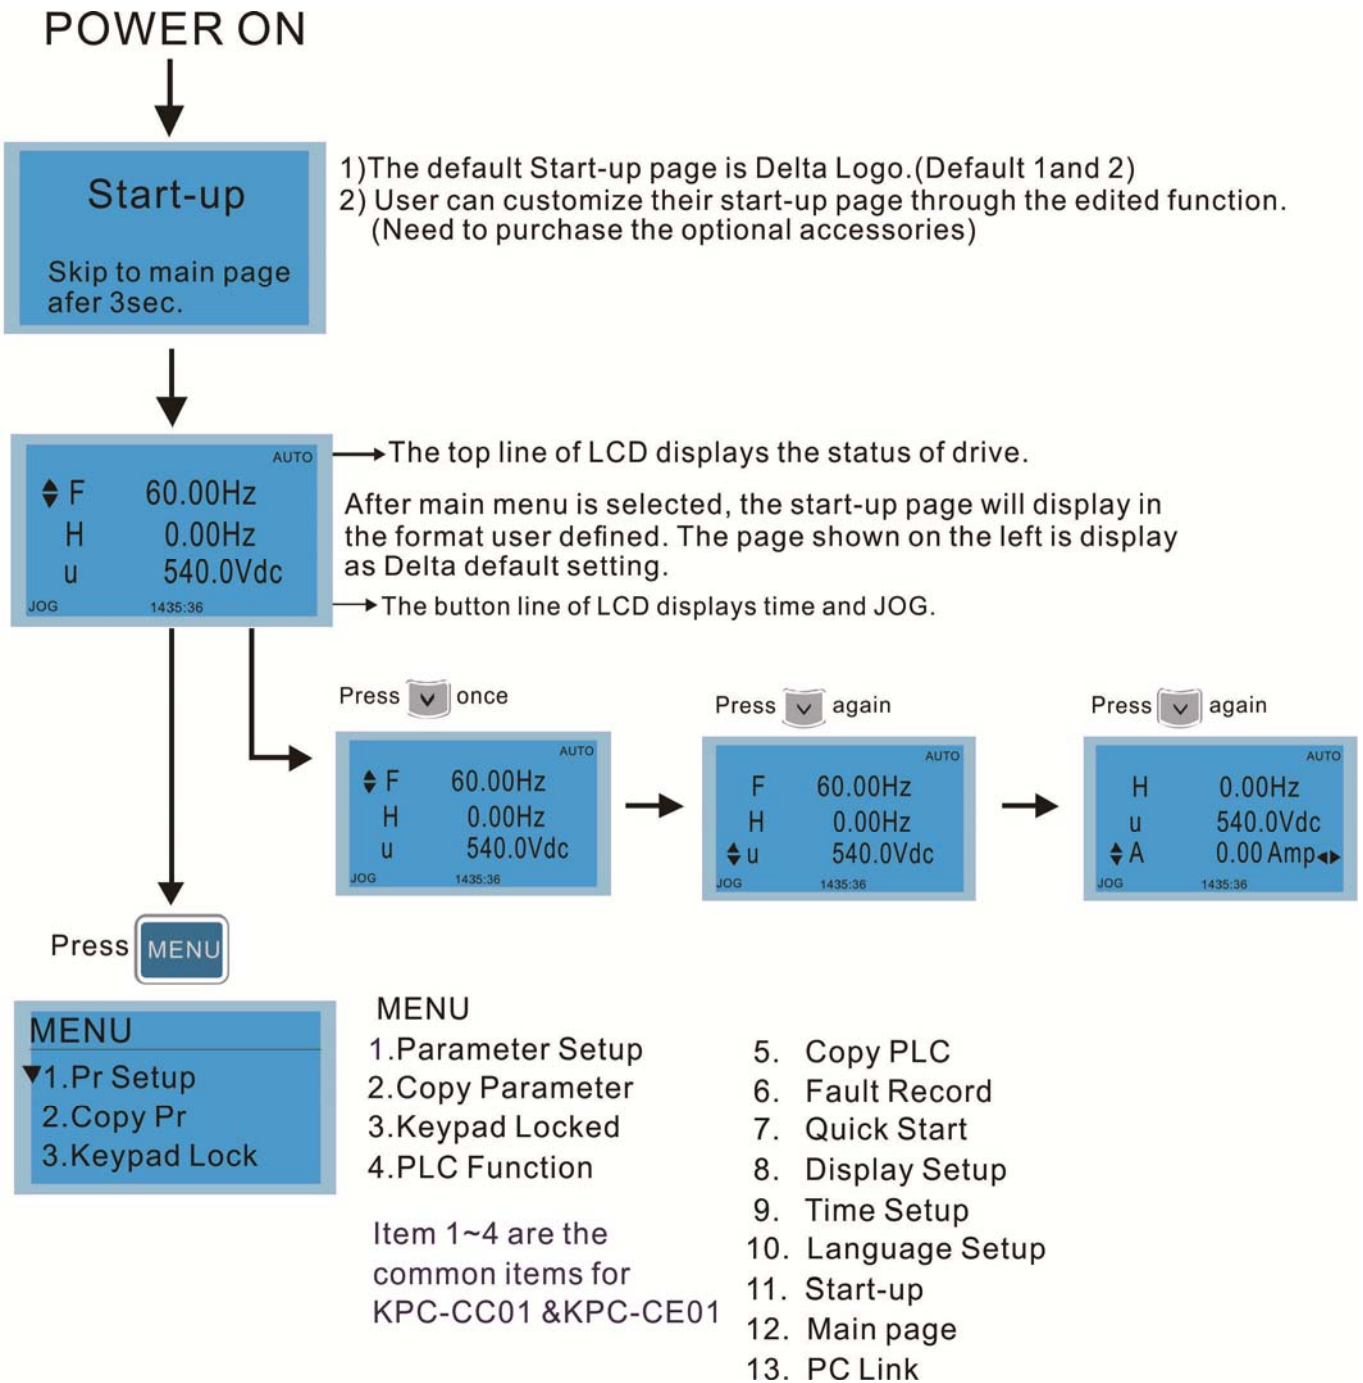 POWER ON
Start-up
Skip to main page
afer 3sec.
1)The default Start-up page is Delta Logo.(Default 1and 2)
2) User can customize their start-up page through the edited function.
(Need to purchase the optional accessories)
AUTO
F 60.00Hz
H 0.00Hz
u 540.0Vdc
JOG 1435:36
The top line of LCD displays the status of drive.
After main menu is selected, the start-up page will display in
the format user defined. The page shown on the left is display
as Delta default setting.
The button line of LCD displays time and JOG.
Press once
AUTO
F 60.00Hz
H 0.00Hz
u 540.0Vdc
JOG 1435:36
Press again
AUTO
F 60.00Hz
H 0.00Hz
u 540.0Vdc
JOG 1435:36
Press again
AUTO
H 0.00Hz
u 540.0Vdc
A 0.00 Amp
JOG 1435:36
Press MENU
MENU
1.Pr Setup
2.Copy Pr
3.Keypad Lock
MENU
1.Parameter Setup
2.Copy Parameter
3.Keypad Locked
4.PLC Function
Item 1~4 are the
common items for
KPC-CC01 &KPC-CE01
5. Copy PLC
6. Fault Record
7. Quick Start
8. Display Setup
9. Time Setup
10. Language Setup
11. Start-up
12. Main page
13. PC Link